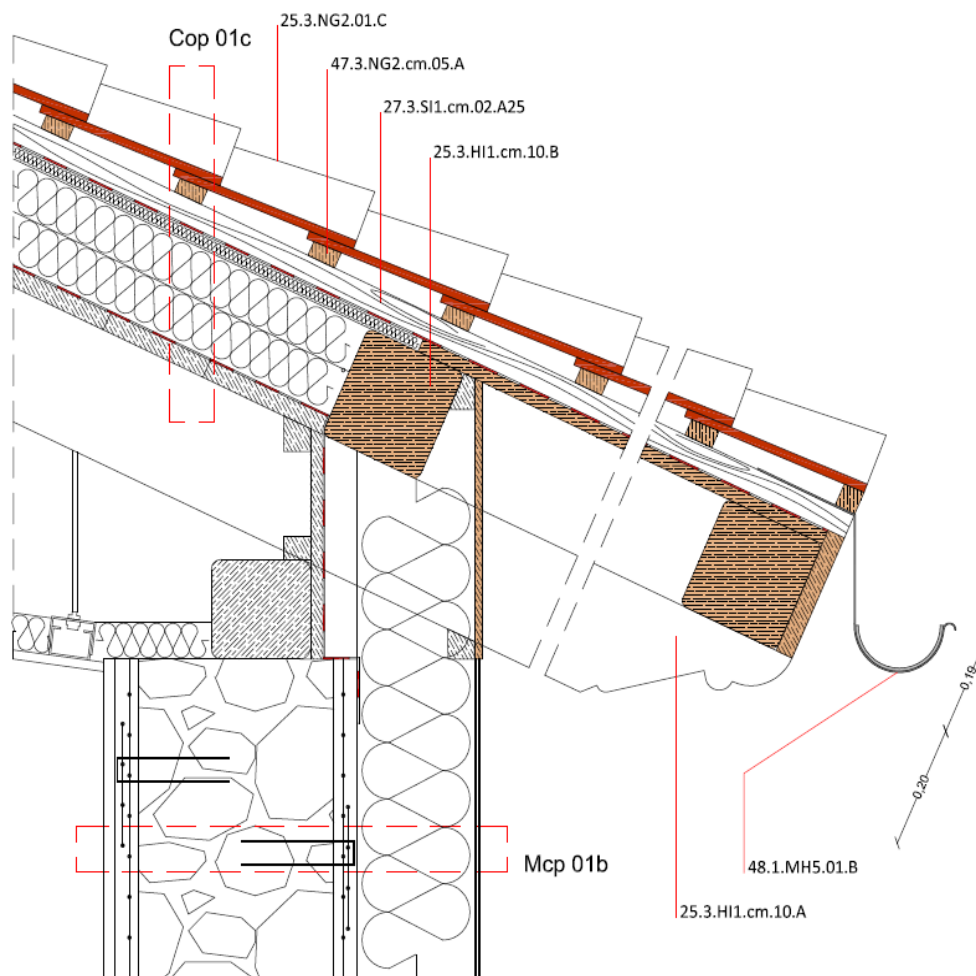 25.3.NG2.01.C
Cop 01c
47.3.NG2.cm.05.A
27.3.SI1.cm.02.A25
25.3.HI1.cm.10.B
0,19
0,20
Mcp 01b
48.1.MH5.01.B
25.3.HI1.cm.10.A